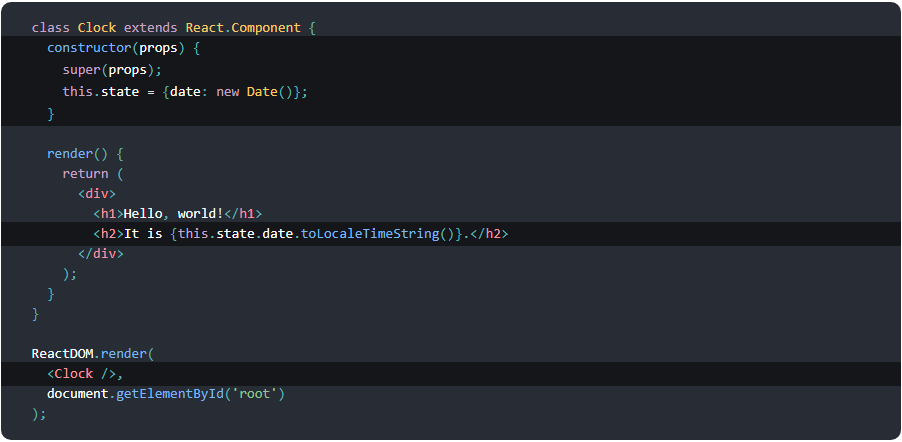 class Clock extends React.Component {
  constructor(props) {
    super(props);
    this.state = {date: new Date()};
  }

  render() {
    return (
      <div>
        <h1>Hello, world!</h1>
        <h2>It is {this.state.date.toLocaleTimeString()}.</h2>
      </div>
    );
  }
}

ReactDOM.render(
  <Clock />,
  document.getElementById('root')
);